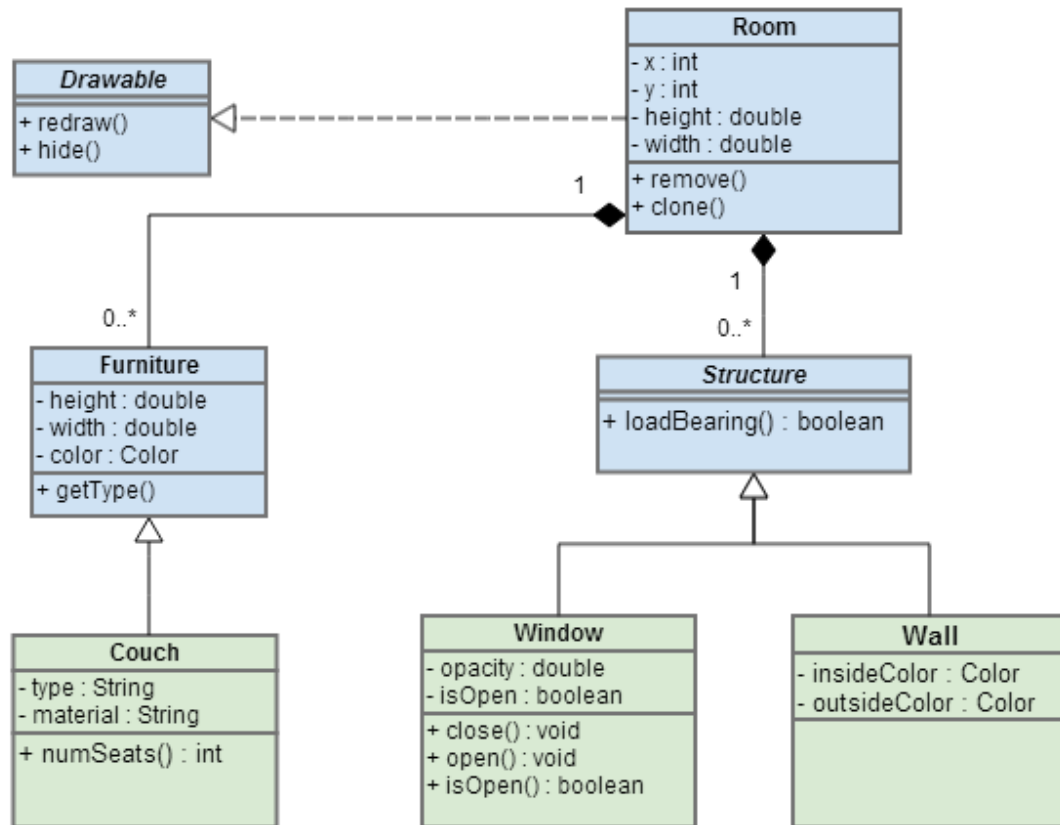 Room
- x : int
- y : int
- height : double
- width : double
+ remove()
+ clone()
Drawable
+ redraw()
+ hide()
1
0..*
1
0..*
Furniture
- height : double
- width : double
- color : Color
+ getType()
Structure
+ loadBearing() : boolean
Couch
- type : String
- material : String
+ numSeats() : int
Window
- opacity : double
- isOpen : boolean
+ close() : void
+ open() : void
+ isOpen() : boolean
Wall
- insideColor : Color
- outsideColor : Color